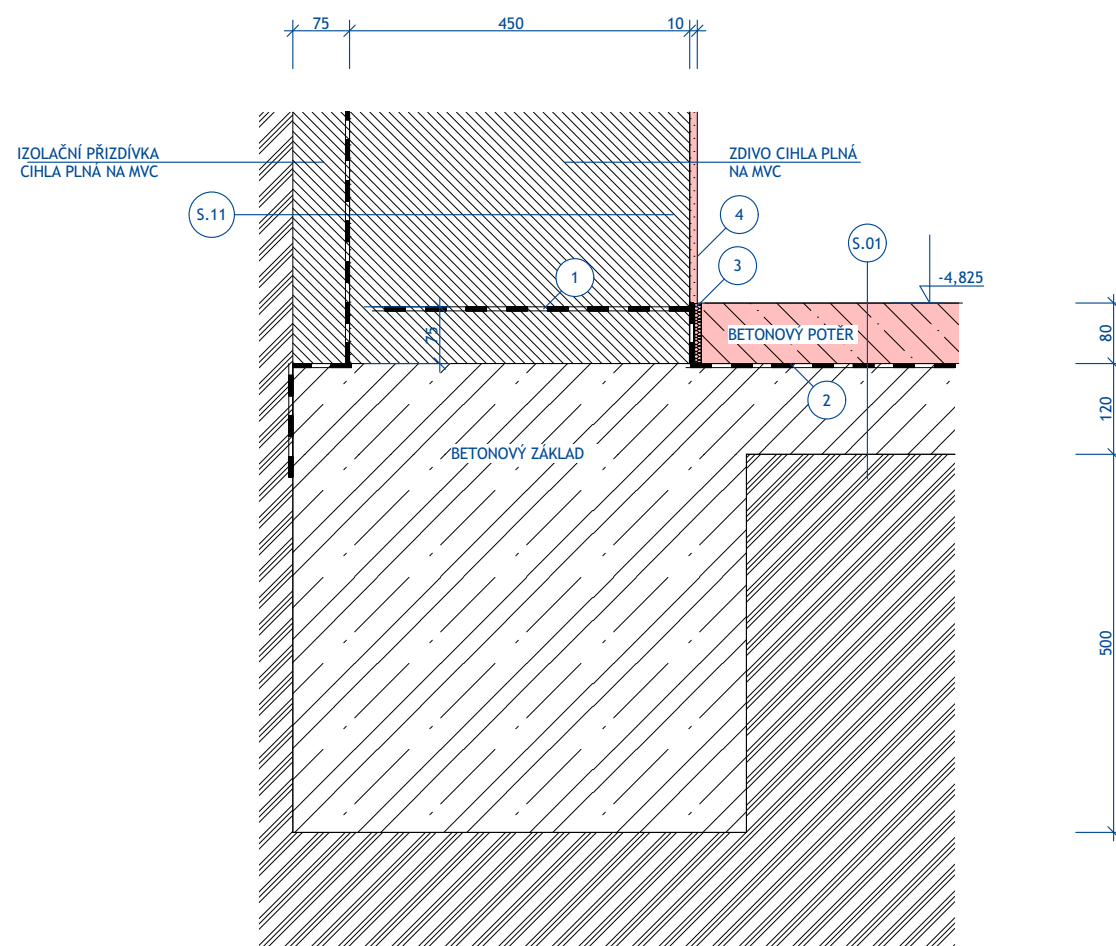 75
450
10
IZOLAČNÍ PŘIZDÍVKA
CIHLA PLNÁ NA MVC
ZDIVO CIHLA PLNÁ
NA MVC
S.11
4
S.01
3
1
-4,825
75
BETONOVÝ POTĚR
80
2
120
BETONOVÝ ZÁKLAD
500